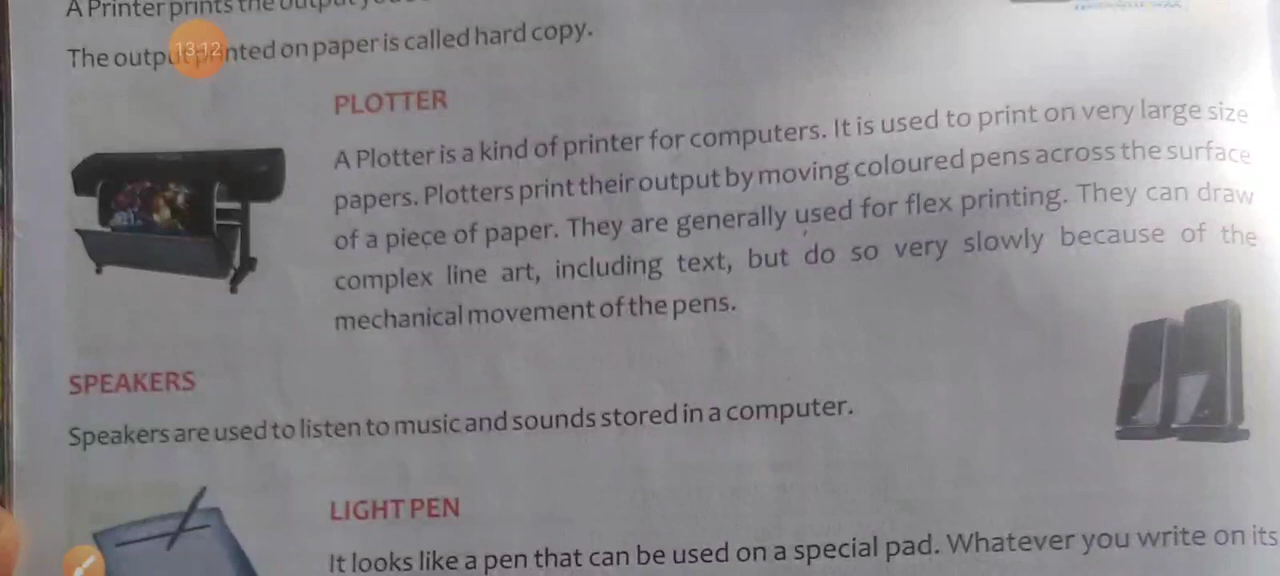 A Printer prints the output
The output printed on paper is called hard copy.
13:12
PLOTTER
A Plotter is a kind of printer for computers. It is used to print on very large size
papers. Plotters print their output by moving coloured pens across the surface
of a piece of paper. They are generally used for flex printing. They can draw
complex line art, including text, but do so very slowly because of the
mechanical movement of the pens.
SPEAKERS
Speakers are used to listen to music and sounds stored in a computer.
LIGHT PEN
It looks like a pen that can be used on a special pad. Whatever you write on its